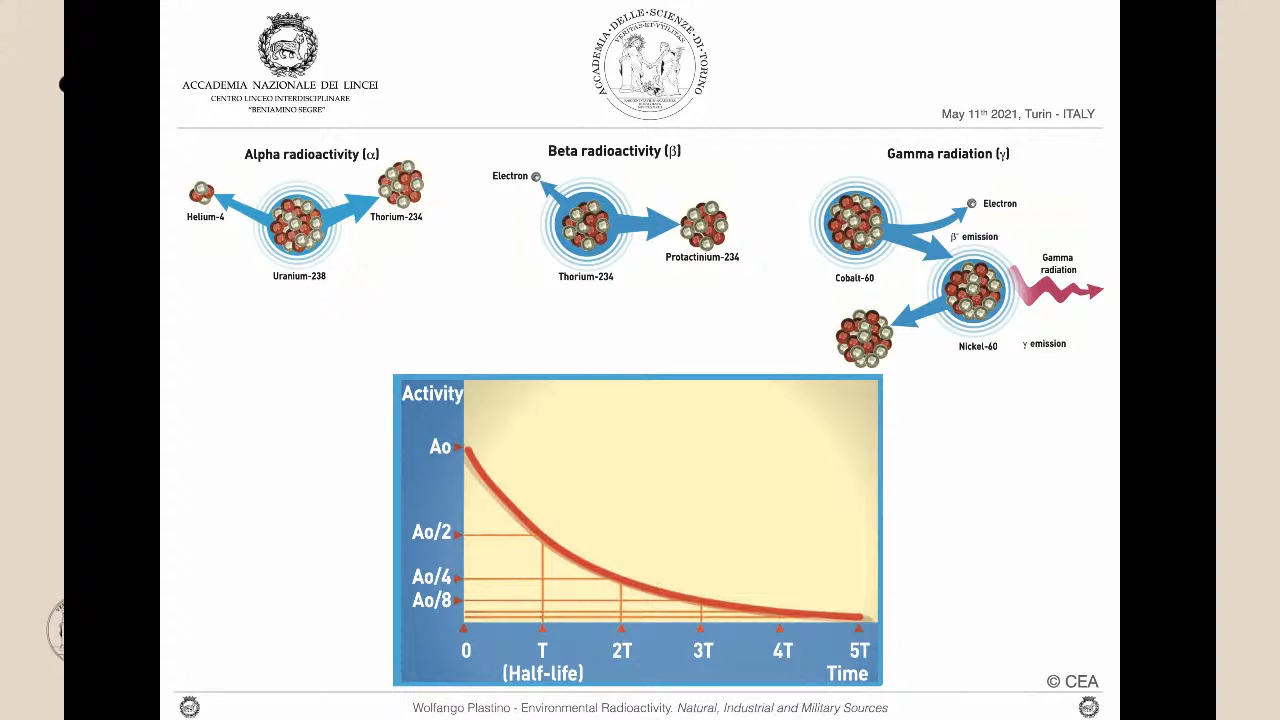 ACCADEMIA NAZIONALE DEI LINCEI
CENTRO LINCEO INTERDISCIPLINARE
"BENIAMINO SEGRE"
ACCADEMIA·DELLE·SCIENZE·DI·TORINO
VERITAS·ET·VTILITAS
May 11th 2021, Turin - ITALY
Alpha radioactivity (α)
Helium-4
Uranium-238
Thorium-234
Beta radioactivity (β)
Electron
Thorium-234
Protactinium-234
Gamma radiation (γ)
Electron
β⁻ emission
Cobalt-60
Gamma
radiation
Nickel-60
γ emission
Activity
Ao
Ao/2
Ao/4
Ao/8
0
T
2T
3T
4T
5T
(Half-life)
Time
© CEA
Wolfango Plastino - Environmental Radioactivity. Natural, Industrial and Military Sources